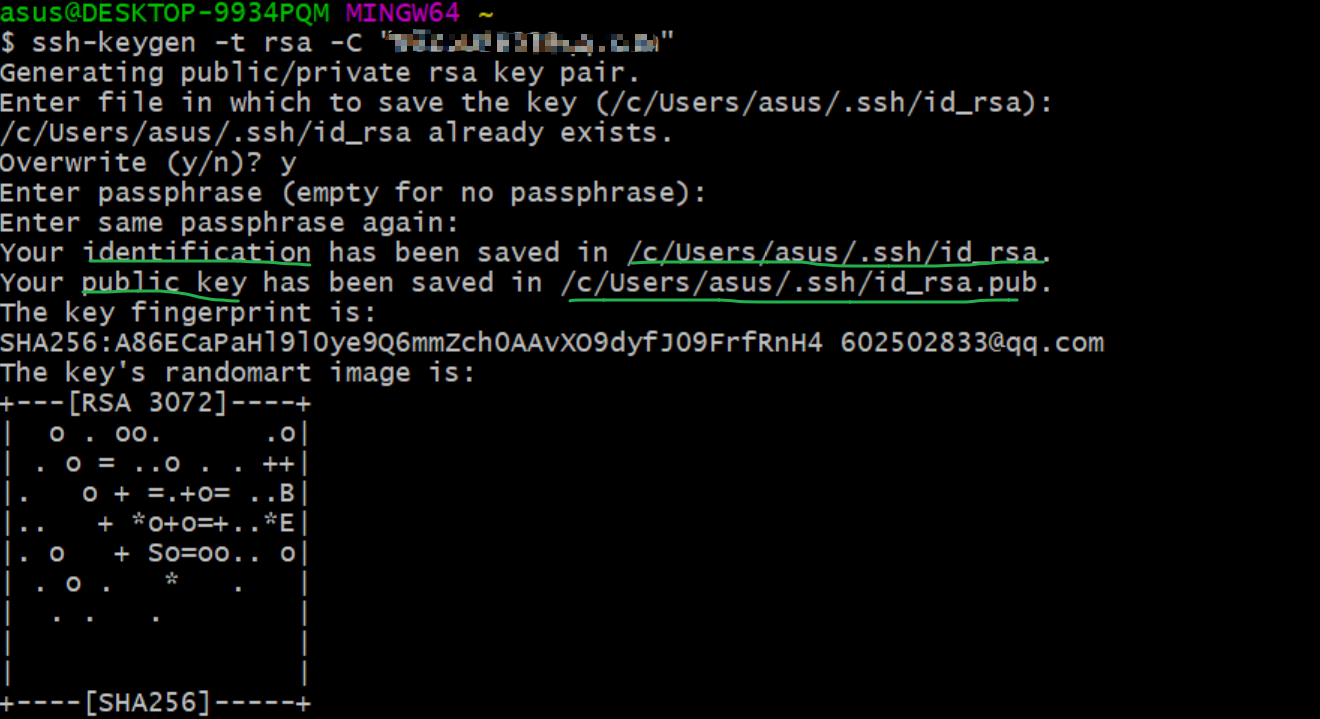 asus@DESKTOP-9934PQM MINGW64 ~
$ ssh-keygen -t rsa -C ""
Generating public/private rsa key pair.
Enter file in which to save the key (/c/Users/asus/.ssh/id_rsa):
/c/Users/asus/.ssh/id_rsa already exists.
Overwrite (y/n)? y
Enter passphrase (empty for no passphrase):
Enter same passphrase again:
Your identification has been saved in /c/Users/asus/.ssh/id_rsa.
Your public key has been saved in /c/Users/asus/.ssh/id_rsa.pub.
The key fingerprint is:
SHA256:A86ECaPaHl9l0ye9Q6mmZch0AAvXO9dyfJ09FrfRnH4 602502833@qq.com
The key's randomart image is:
+---[RSA 3072]----+
|  o . oo.      .o|
| . o = ..o . . ++|
|.   o + =.+o= ..B|
|..   + *o+o=+..*E|
|. o   + So=oo.. o|
| . o .   *   .   |
|  . .   .        |
|                 |
|                 |
+----[SHA256]-----+